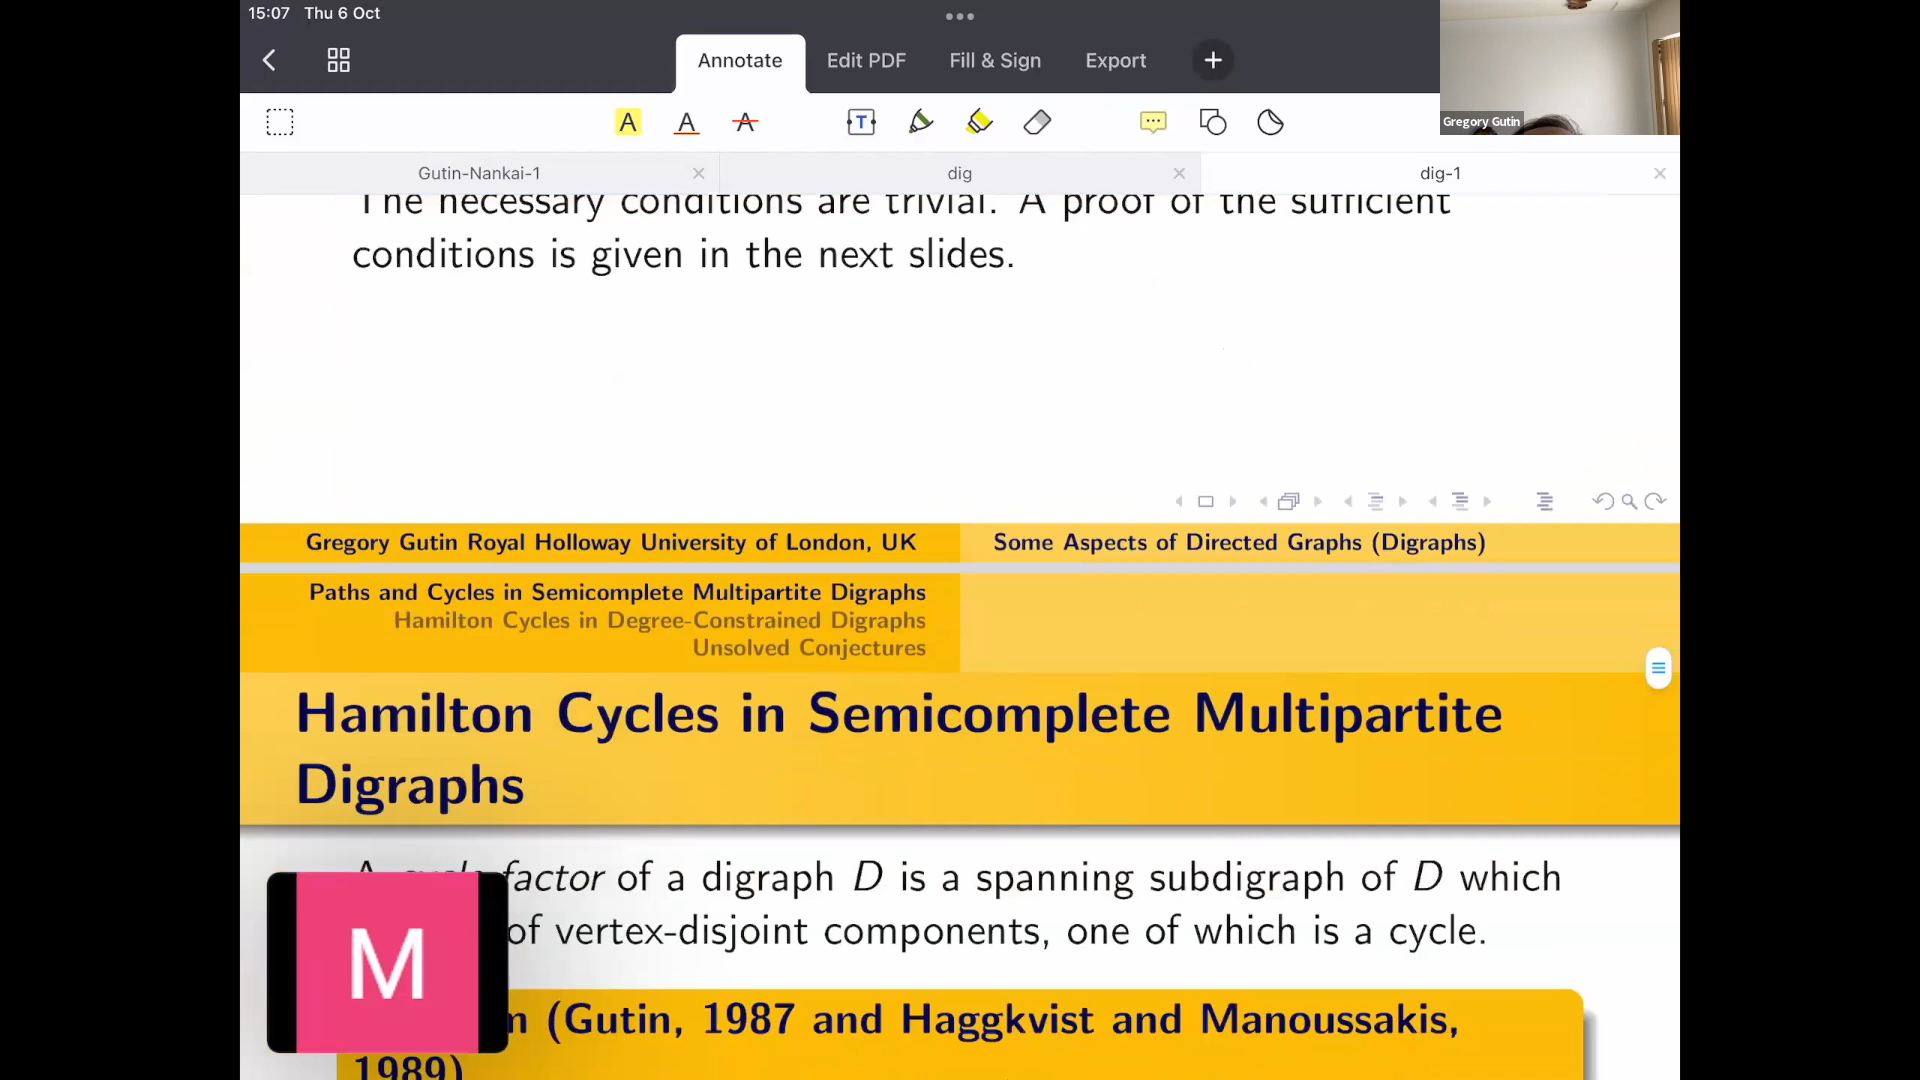 15:07 Thu 6 Oct
Annotate Edit PDF Fill & Sign Export
A A A T
Gregory Gutin
Gutin-Nankai-1 dig dig-1
The necessary conditions are trivial. A proof of the sufficient
conditions is given in the next slides.
Gregory Gutin Royal Holloway University of London, UK Some Aspects of Directed Graphs (Digraphs)
Paths and Cycles in Semicomplete Multipartite Digraphs
Hamilton Cycles in Degree-Constrained Digraphs
Unsolved Conjectures
Hamilton Cycles in Semicomplete Multipartite
Digraphs
factor of a digraph D is a spanning subdigraph of D which
of vertex-disjoint components, one of which is a cycle.
M
(Gutin, 1987 and Haggkvist and Manoussakis,
1989)